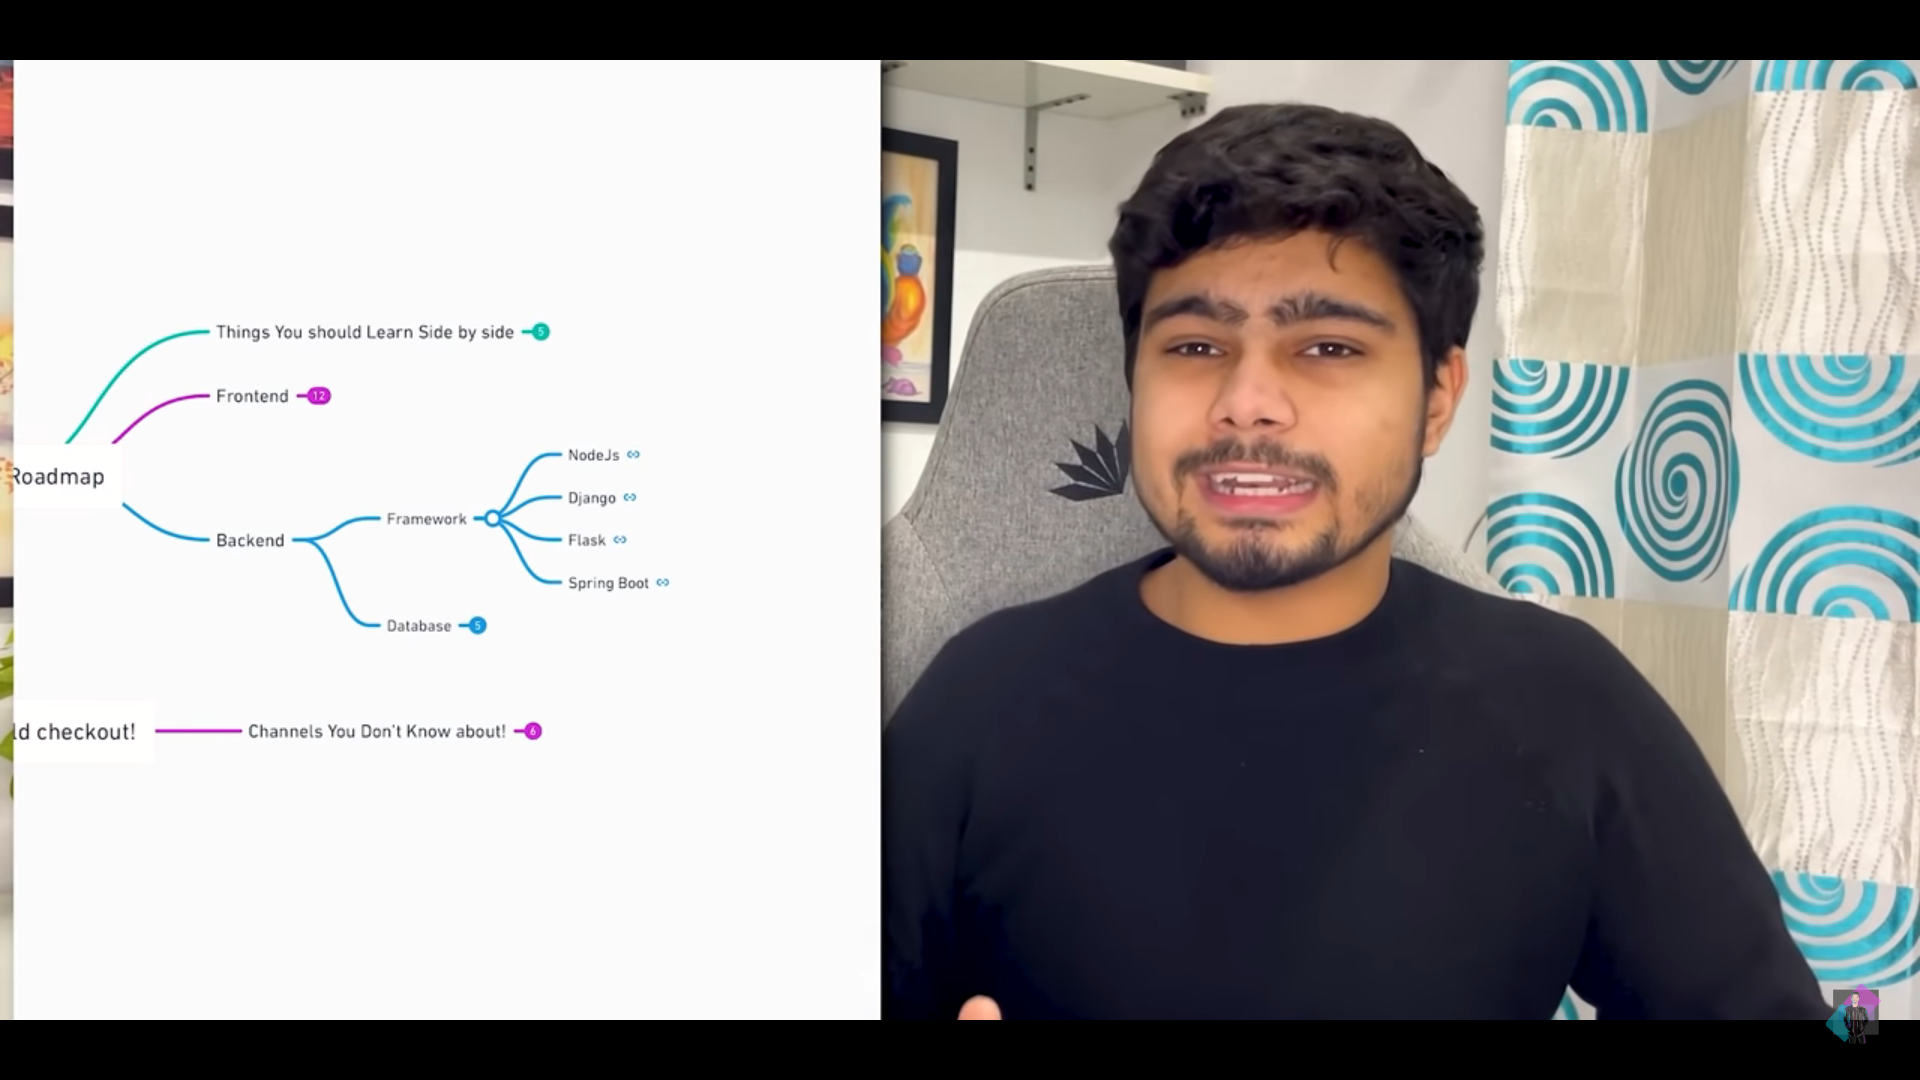 Things You should Learn Side by side 5
Frontend 12
Roadmap
NodeJs
Django
Framework
Flask
Backend
Spring Boot
Database 5
checkout!
Channels You Don't Know about! 6